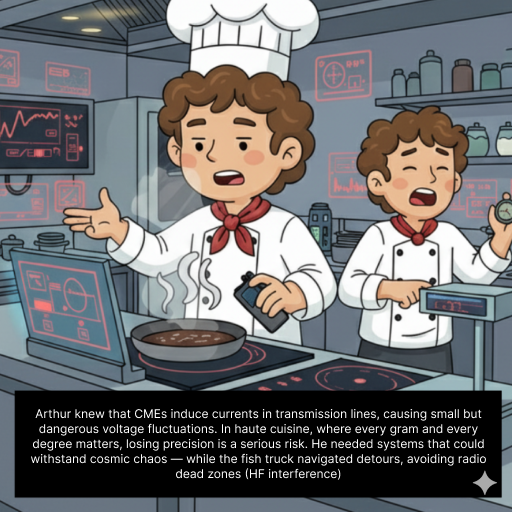 Arthur knew that CMEs induce currents in transmission lines, causing small but
dangerous voltage fluctuations. In haute cuisine, where every gram and every
degree matters, losing precision is a serious risk. He needed systems that could
withstand cosmic chaos — while the fish truck navigated detours, avoiding radio
dead zones (HF interference)